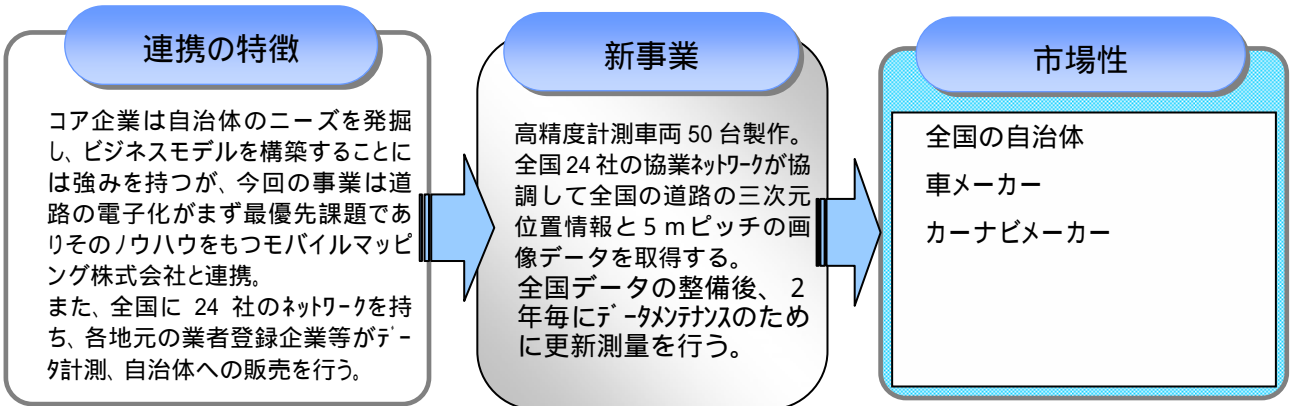 連携の特徴
コア企業は自治体のニーズを発掘
し、ビジネスモデルを構築することに
は強みを持つが、今回の事業は道
路の電子化がまず最優先課題であ
りそのノウハウをもつモバイルマッピ
ング株式会社と連携。
また、全国に 24 社のﾈｯﾄﾜｰｸを持
ち、各地元の業者登録企業等がﾃﾞｰ
ﾀ計測、自治体への販売を行う。
新事業
高精度計測車両 50 台製作。
全国 24 社の協業ﾈｯﾄﾜｰｸが協
調して全国の道路の三次元
位置情報と５ｍピッチの画
像データを取得する。
全国データの整備後、２
年毎にﾃﾞｰﾀﾒﾝﾃﾅﾝｽのため
に更新測量を行う。
市場性
全国の自治体
車メーカー
カーナビメーカー